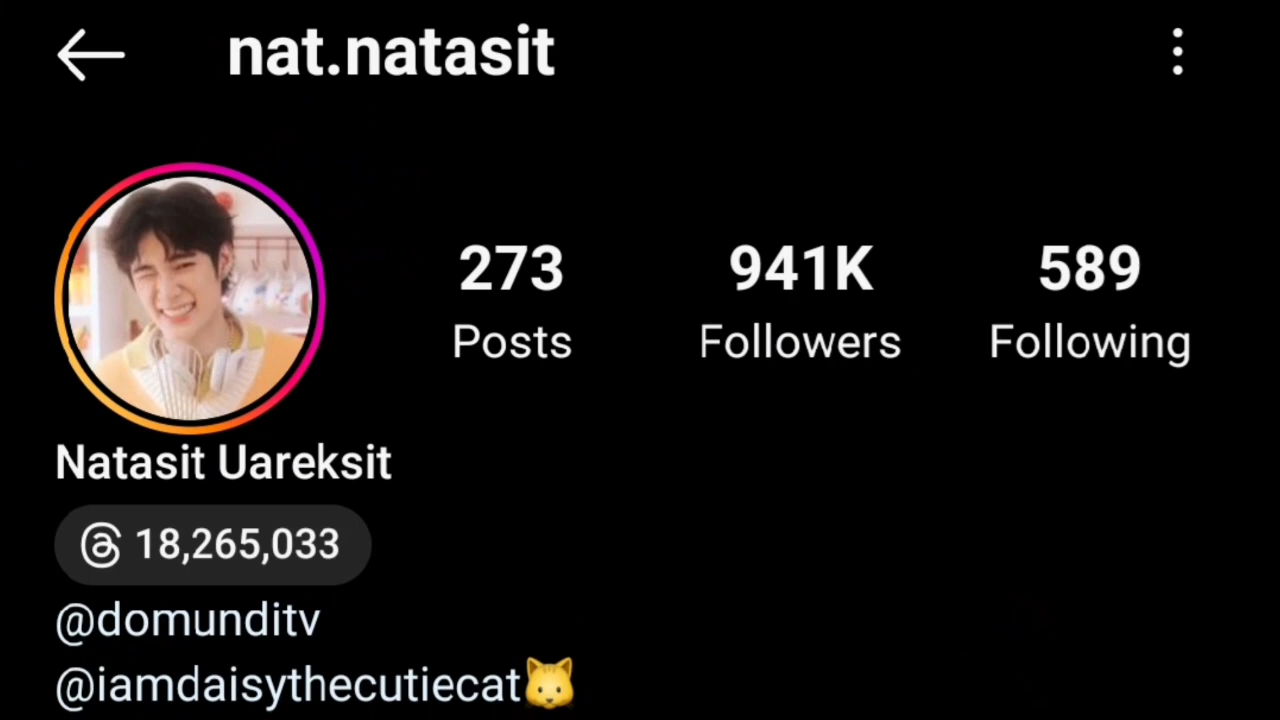 nat.natasit
273 941K 589
Posts Followers Following
Natasit Uareksit
18,265,033
@domunditv
@iamdaisythecutiecat🐱